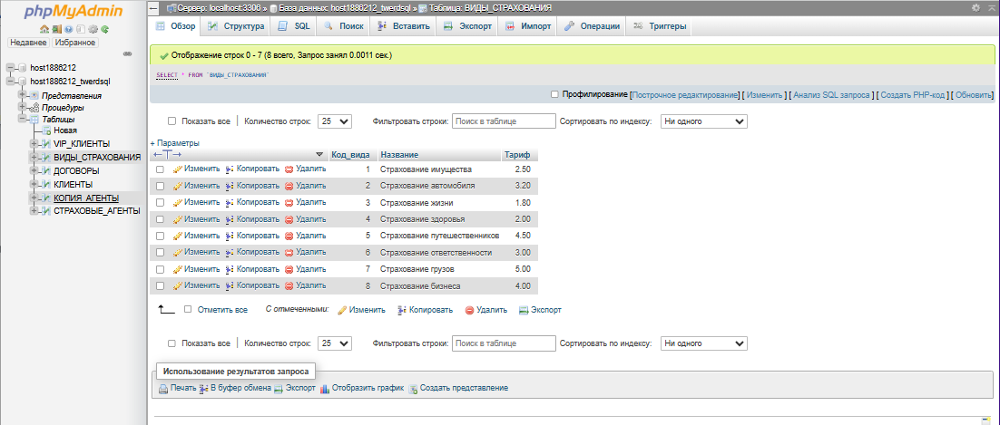 phpMyAdmin
Недавнее Избранное
host1886212
host1886212_twerdsql
Представления
Процедуры
Таблицы
Новая
VIP_КЛИЕНТЫ
ВИДЫ_СТРАХОВАНИЯ
ДОГОВОРЫ
КЛИЕНТЫ
КОПИЯ_АГЕНТЫ
СТРАХОВЫЕ_АГЕНТЫ
Сервер: localhost:3306 » База данных: host1886212_twerdsql » Таблица: ВИДЫ_СТРАХОВАНИЯ
Обзор Структура SQL Поиск Вставить Экспорт Импорт Операции Триггеры
Отображение строк 0 - 7 (8 всего, Запрос занял 0.0011 сек.)
SELECT * FROM `ВИДЫ_СТРАХОВАНИЯ`
Профилирование [Построчное редактирование] [ Изменить ] [ Анализ SQL запроса ] [ Создать PHP-код ] [ Обновить]
Показать все Количество строк: 25 Фильтровать строки: Поиск в таблице Сортировать по индексу: Ни одного
+ Параметры
←T→ Код_вида Название Тариф
Изменить Копировать Удалить 1 Страхование имущества 2.50
Изменить Копировать Удалить 2 Страхование автомобиля 3.20
Изменить Копировать Удалить 3 Страхование жизни 1.80
Изменить Копировать Удалить 4 Страхование здоровья 2.00
Изменить Копировать Удалить 5 Страхование путешественников 4.50
Изменить Копировать Удалить 6 Страхование ответственности 3.00
Изменить Копировать Удалить 7 Страхование грузов 5.00
Изменить Копировать Удалить 8 Страхование бизнеса 4.00
Отметить все С отмеченными: Изменить Копировать Удалить Экспорт
Показать все Количество строк: 25 Фильтровать строки: Поиск в таблице Сортировать по индексу: Ни одного
Использование результатов запроса
Печать В буфер обмена Экспорт Отобразить график Создать представление